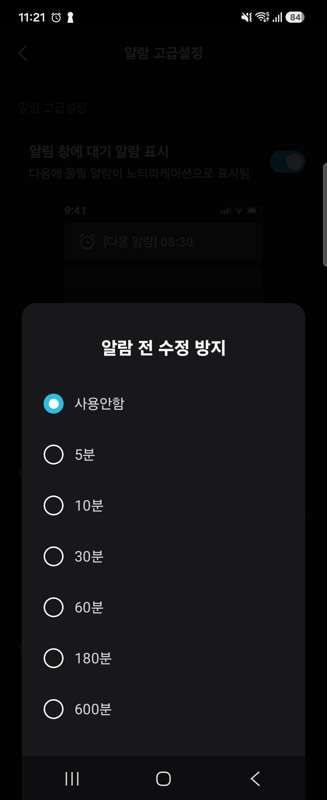 11:21
84
알람 고급설정
알람 고급설정
알림 창에 대기 알람 표시
다음에 울릴 알람이 노티피케이션으로 표시됨
9:41
[다음 알람] 08:30
알람 전 수정 방지
사용안함
5분
10분
30분
60분
180분
600분